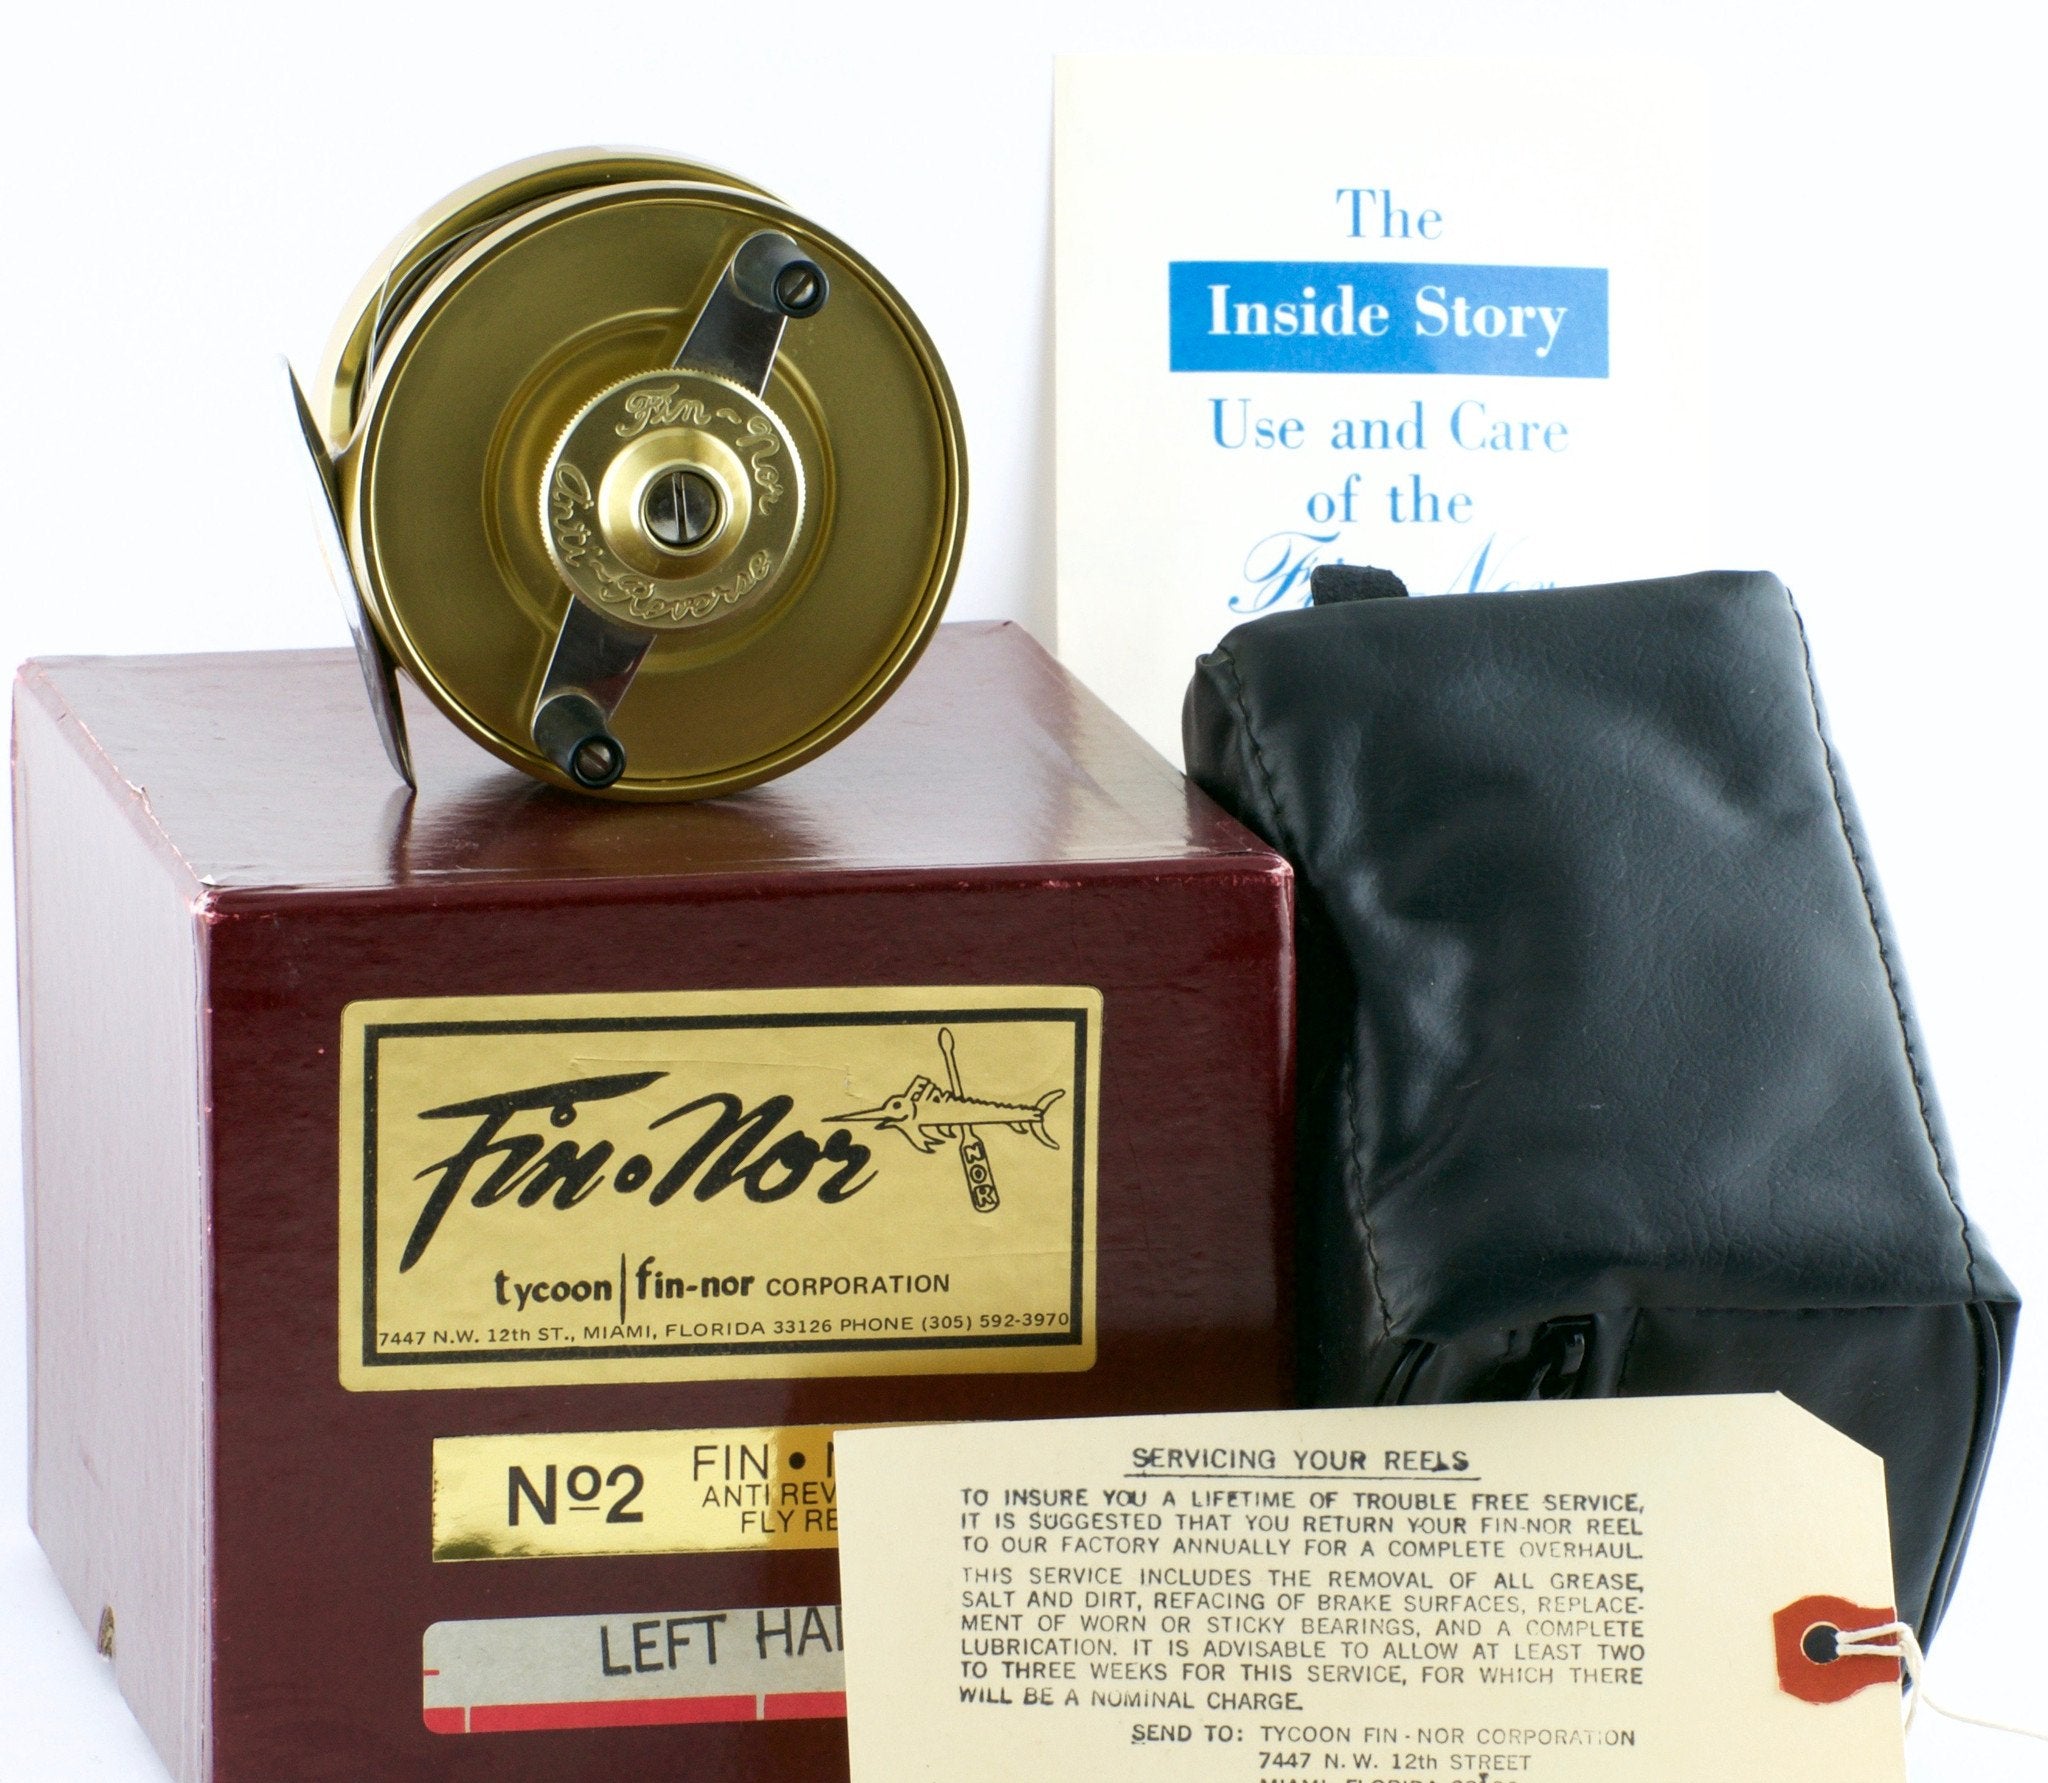 Fin-Nor
Anti-Reverse
The
Inside Story
Use and Care
of the
Fin-Nor
Fin·Nor
FIN
NOR
tycoon|fin-nor CORPORATION
7447 N.W. 12th ST., MIAMI, FLORIDA 33126 PHONE (305) 592-3970
No2
FIN •
ANTI REV
FLY RE
LEFT HA
SERVICING YOUR REELS
TO INSURE YOU A LIFETIME OF TROUBLE FREE SERVICE,
IT IS SUGGESTED THAT YOU RETURN YOUR FIN-NOR REEL
TO OUR FACTORY ANNUALLY FOR A COMPLETE OVERHAUL.
THIS SERVICE INCLUDES THE REMOVAL OF ALL GREASE,
SALT AND DIRT, REFACING OF BRAKE SURFACES, REPLACE-
MENT OF WORN OR STICKY BEARINGS, AND A COMPLETE
LUBRICATION. IT IS ADVISABLE TO ALLOW AT LEAST TWO
TO THREE WEEKS FOR THIS SERVICE, FOR WHICH THERE
WILL BE A NOMINAL CHARGE.
SEND TO: TYCOON FIN-NOR CORPORATION
7447 N.W. 12th STREET
MIAMI, FLORIDA